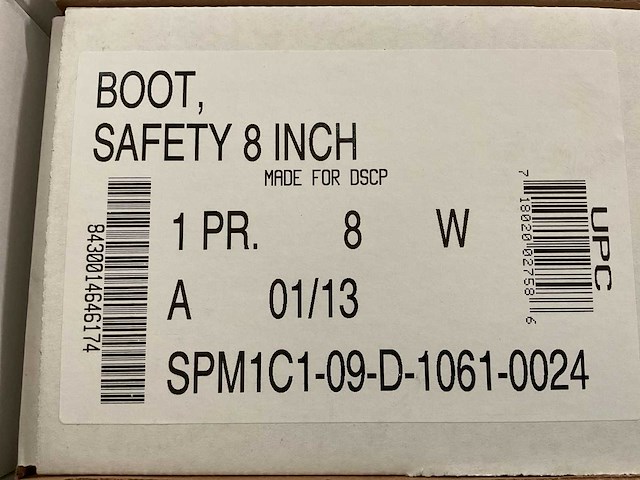 BOOT,
SAFETY 8 INCH
MADE FOR DSCP
1 PR. 8 W
A 01/13
SPM1C1-09-D-1061-0024
8430014646174
7 18020 02758 6
UPC